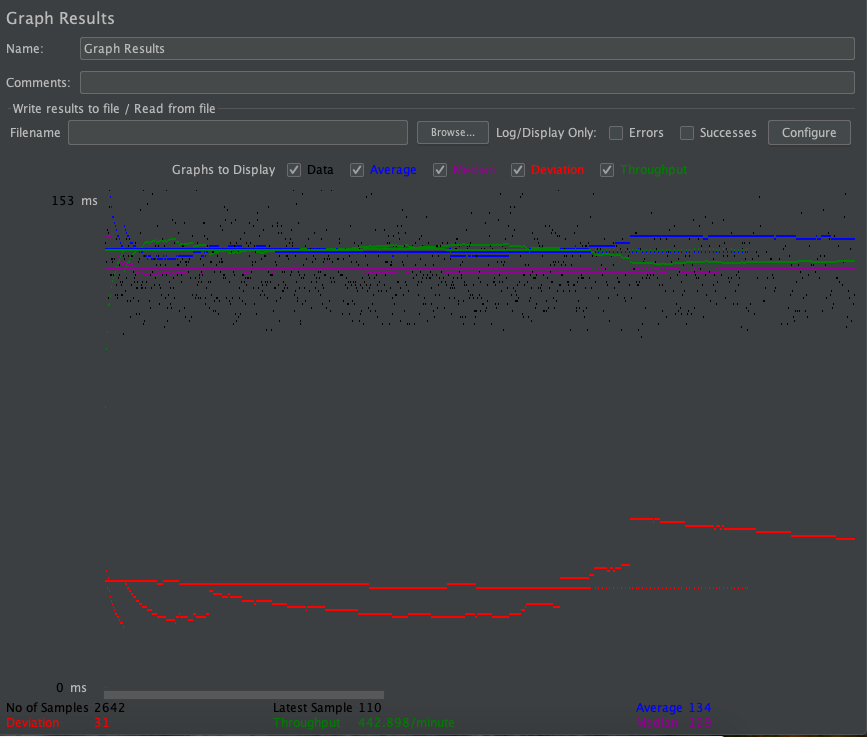 Graph Results
Name: Graph Results
Comments:
Write results to file / Read from file
Filename Browse... Log/Display Only: Errors Successes Configure
Graphs to Display Data Average Median Deviation Throughput
153 ms
0 ms
No of Samples 2642 Latest Sample 110 Average 134
Deviation 31 Throughput 442.898/minute Median